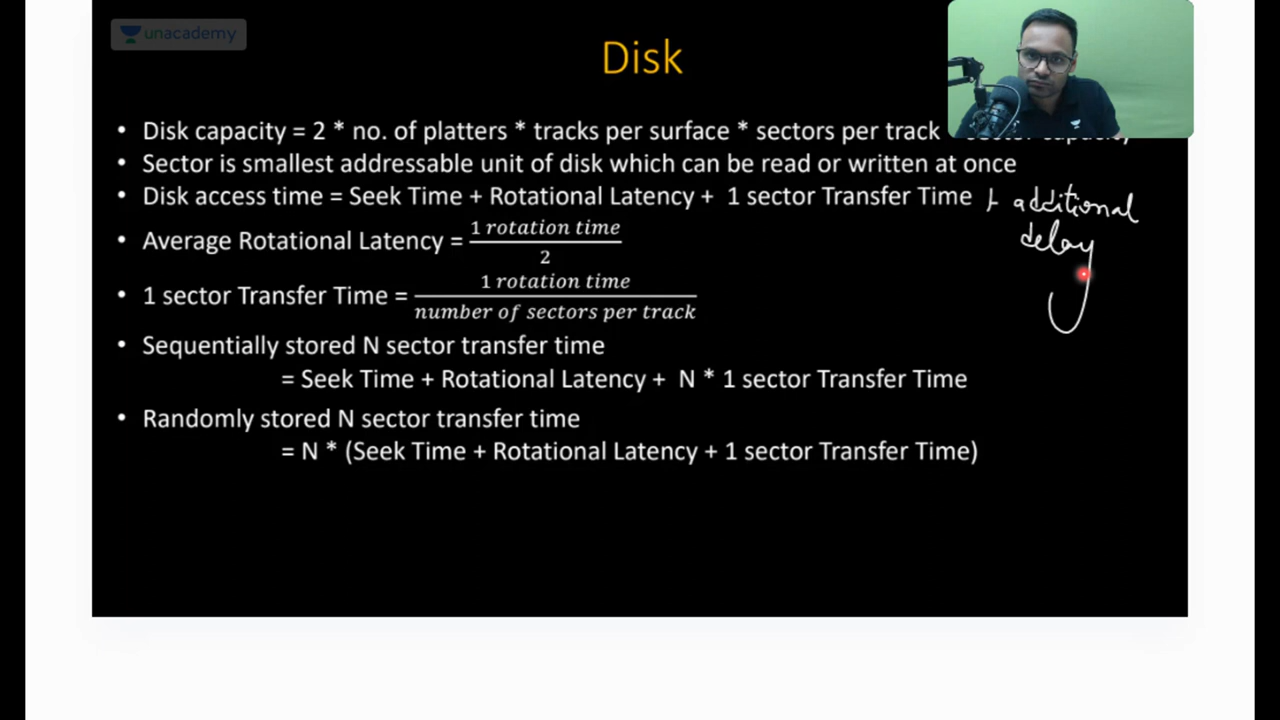 unacademy
Disk
• Disk capacity = 2 * no. of platters * tracks per surface * sectors per track
• Sector is smallest addressable unit of disk which can be read or written at once
• Disk access time = Seek Time + Rotational Latency + 1 sector Transfer Time + additional
delay
• Average Rotational Latency = 1 rotation time / 2
• 1 sector Transfer Time = 1 rotation time / number of sectors per track
• Sequentially stored N sector transfer time
= Seek Time + Rotational Latency + N * 1 sector Transfer Time
• Randomly stored N sector transfer time
= N * (Seek Time + Rotational Latency + 1 sector Transfer Time)